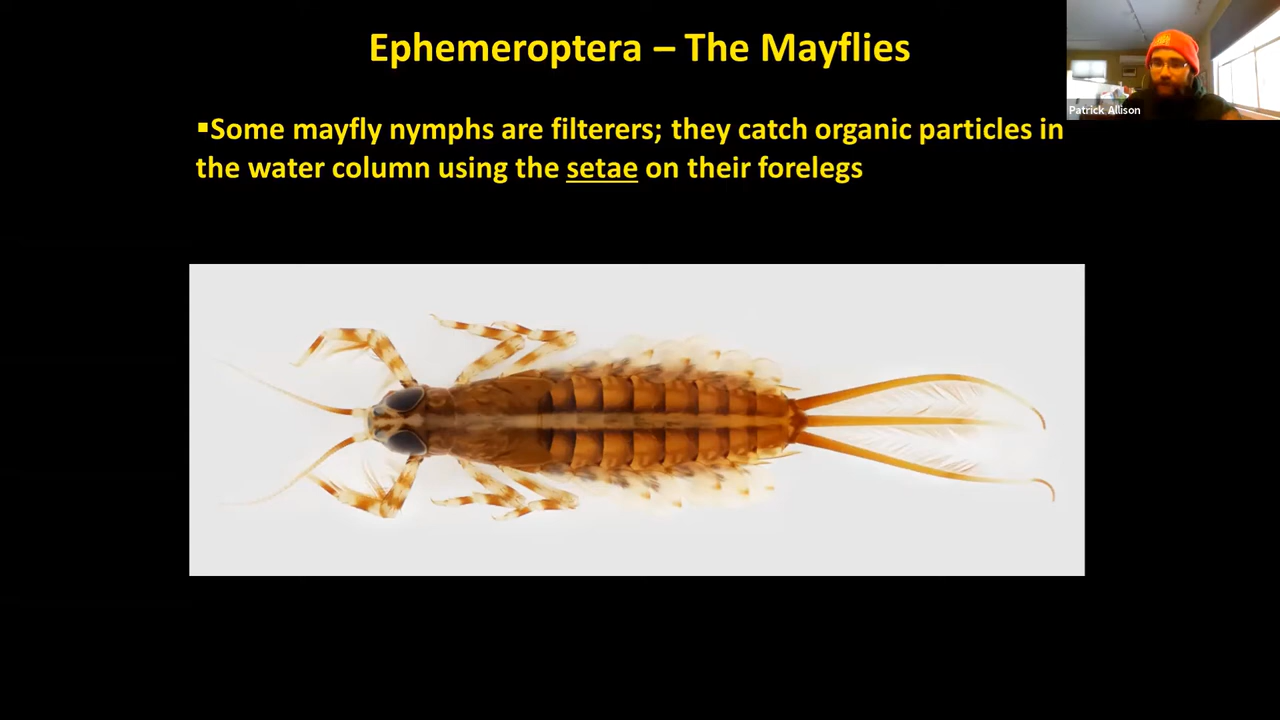 Ephemeroptera – The Mayflies
Patrick Allison
▪Some mayfly nymphs are filterers; they catch organic particles in
the water column using the setae on their forelegs